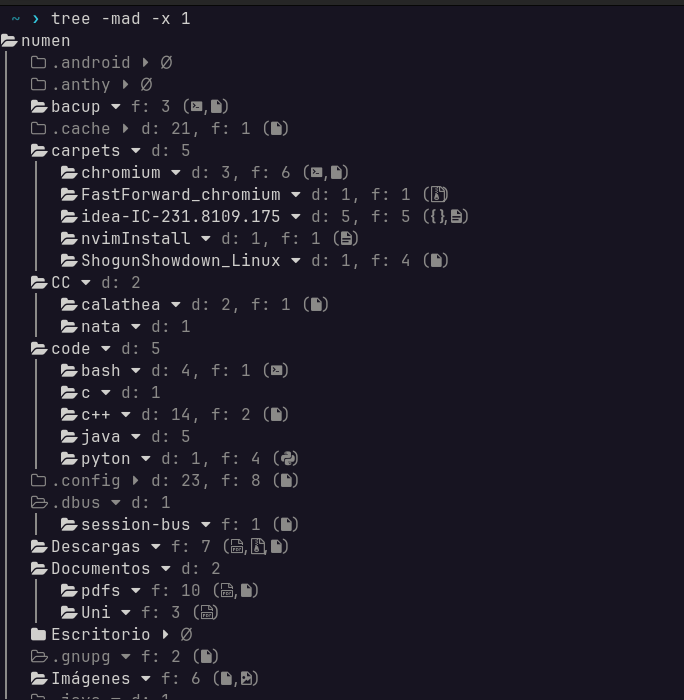 ~ ❯ tree -mad -x 1
numen
.android ▸ ∅
.anthy ▸ ∅
bacup ▾ f: 3 (,)
.cache ▸ d: 21, f: 1 ()
carpets ▾ d: 5
chromium ▾ d: 3, f: 6 (,)
FastForward_chromium ▾ d: 1, f: 1 ()
idea-IC-231.8109.175 ▾ d: 5, f: 5 ({},)
nvimInstall ▾ d: 1, f: 1 ()
ShogunShowdown_Linux ▾ d: 1, f: 4 ()
CC ▾ d: 2
calathea ▾ d: 2, f: 1 ()
nata ▾ d: 1
code ▾ d: 5
bash ▾ d: 4, f: 1 ()
c ▾ d: 1
c++ ▾ d: 14, f: 2 ()
java ▾ d: 5
pyton ▾ d: 1, f: 4 ()
.config ▸ d: 23, f: 8 ()
.dbus ▾ d: 1
session-bus ▾ f: 1 ()
Descargas ▾ f: 7 (,,)
Documentos ▾ d: 2
pdfs ▾ f: 10 (,)
Uni ▾ f: 3 ()
Escritorio ▸ ∅
.gnupg ▾ f: 2 ()
Imágenes ▾ f: 6 (,)